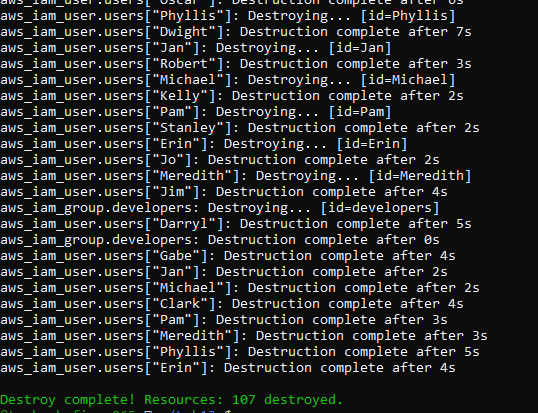 aws_iam_user.users["Oscar"]: Destruction complete after 6s
aws_iam_user.users["Phyllis"]: Destroying... [id=Phyllis]
aws_iam_user.users["Dwight"]: Destruction complete after 7s
aws_iam_user.users["Jan"]: Destroying... [id=Jan]
aws_iam_user.users["Robert"]: Destruction complete after 3s
aws_iam_user.users["Michael"]: Destroying... [id=Michael]
aws_iam_user.users["Kelly"]: Destruction complete after 2s
aws_iam_user.users["Pam"]: Destroying... [id=Pam]
aws_iam_user.users["Stanley"]: Destruction complete after 2s
aws_iam_user.users["Erin"]: Destroying... [id=Erin]
aws_iam_user.users["Jo"]: Destruction complete after 2s
aws_iam_user.users["Meredith"]: Destroying... [id=Meredith]
aws_iam_user.users["Jim"]: Destruction complete after 4s
aws_iam_group.developers: Destroying... [id=developers]
aws_iam_user.users["Darryl"]: Destruction complete after 5s
aws_iam_group.developers: Destruction complete after 0s
aws_iam_user.users["Gabe"]: Destruction complete after 4s
aws_iam_user.users["Jan"]: Destruction complete after 2s
aws_iam_user.users["Michael"]: Destruction complete after 2s
aws_iam_user.users["Clark"]: Destruction complete after 4s
aws_iam_user.users["Pam"]: Destruction complete after 3s
aws_iam_user.users["Meredith"]: Destruction complete after 3s
aws_iam_user.users["Phyllis"]: Destruction complete after 5s
aws_iam_user.users["Erin"]: Destruction complete after 4s
Destroy complete! Resources: 107 destroyed.